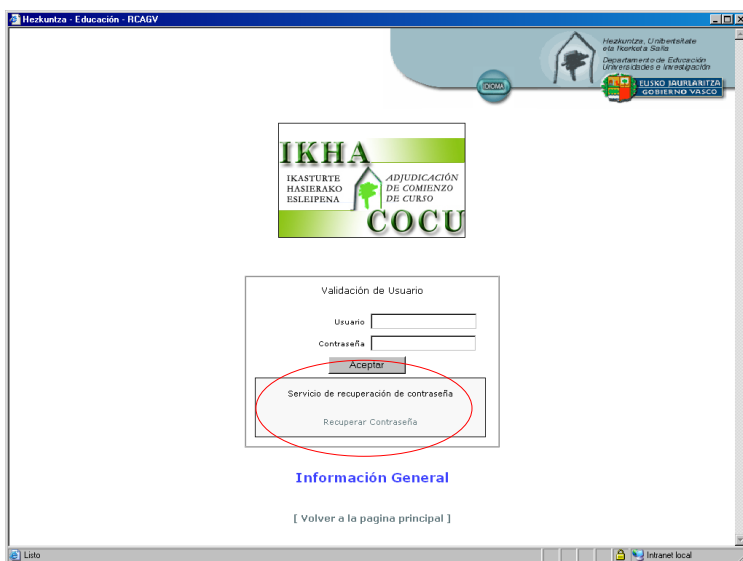 Hezkuntza - Educación - RCAGV
Hezkuntza, Unibertsitate
eta Ikerketa Saila
Departamento de Educación
Universidades e Investigación
IDIOMA
EUSKO JAURLARITZA
GOBIERNO VASCO
IKHA
IKASTURTE
HASIERAKO
ESLEIPENA
ADJUDICACIÓN
DE COMIENZO
DE CURSO
COCU
Validación de Usuario
Usuario
Contraseña
Aceptar
Servicio de recuperación de contraseña
Recuperar Contraseña
Información General
[ Volver a la pagina principal ]
Listo
Intranet local